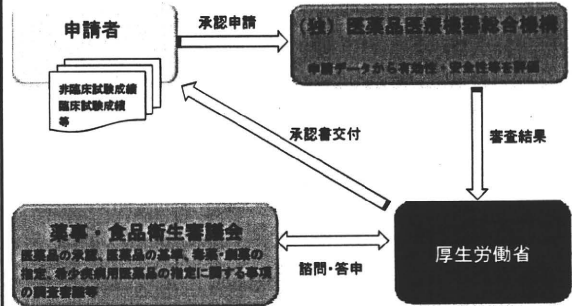 申請者
承認申請
(独)医薬品医療機器総合機構
申請データから有効性・安全性等を評価
非臨床試験成績
臨床試験成績
等
承認書交付
審査結果
薬事・食品衛生審議会
医薬品の承認、医薬品の基準、毒薬・劇薬の
指定、希少疾病用医薬品の指定に関する事項
の調査審議等
諮問・答申
厚生労働省